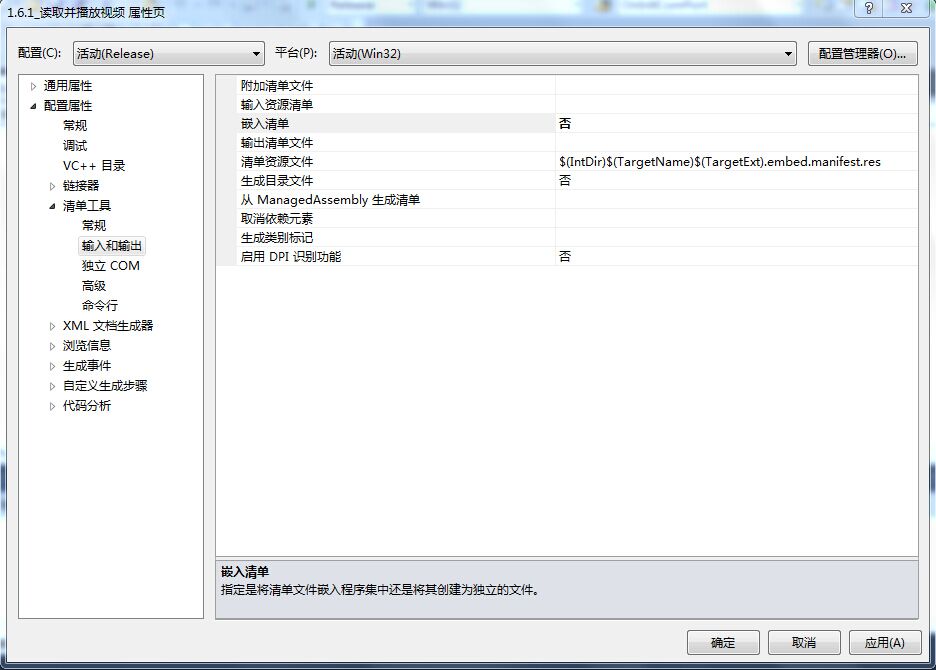 1.6.1_读取并播放视频 属性页
配置(C): 活动(Release) 平台(P): 活动(Win32) 配置管理器(O)...
通用属性
配置属性
常规
调试
VC++ 目录
链接器
清单工具
常规
输入和输出
独立 COM
高级
命令行
XML 文档生成器
浏览信息
生成事件
自定义生成步骤
代码分析
附加清单文件
输入资源清单
嵌入清单 否
输出清单文件
清单资源文件 $(IntDir)$(TargetName)$(TargetExt).embed.manifest.res
生成目录文件 否
从 ManagedAssembly 生成清单
取消依赖元素
生成类别标记
启用 DPI 识别功能 否
嵌入清单
指定是将清单文件嵌入程序集中还是将其创建为独立的文件。
确定 取消 应用(A)